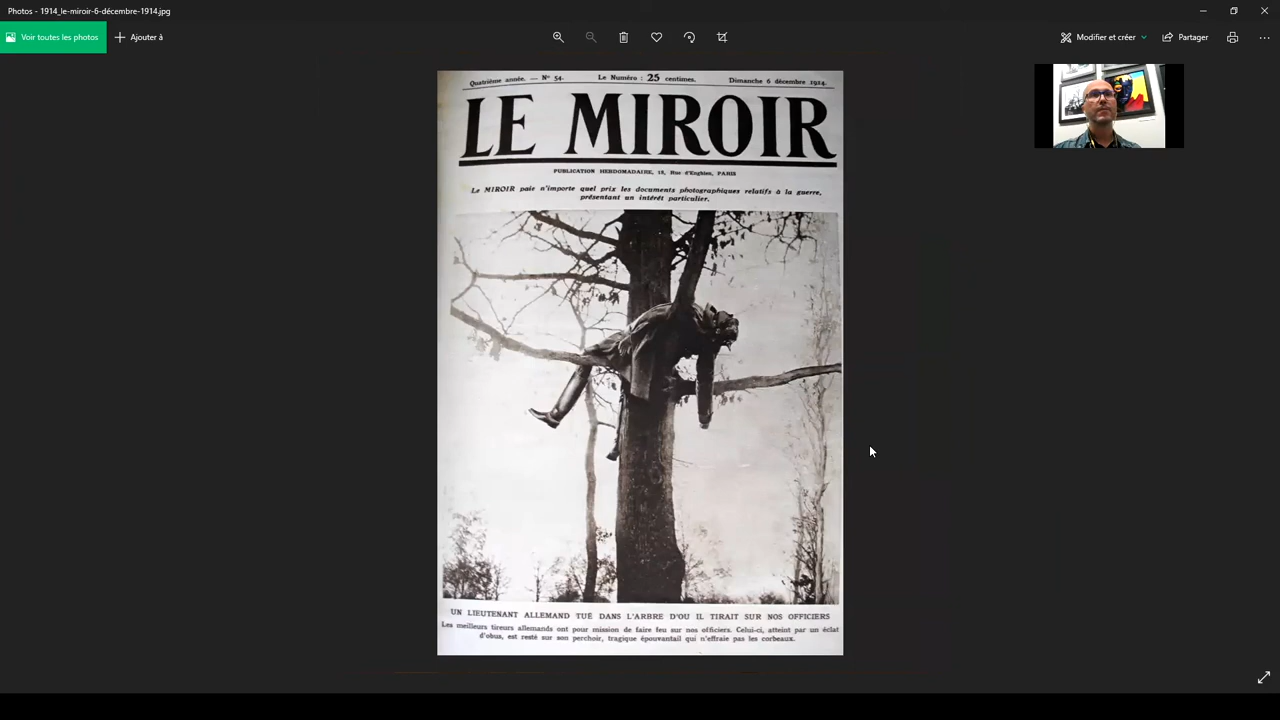 Photos - 1914_le-miroir-6-décembre-1914.jpg
Voir toutes les photos
Ajouter à
Modifier et créer
Partager
Quatrième année. — N° 54.
Le Numéro : 25 centimes.
Dimanche 6 décembre 1914.
LE MIROIR
PUBLICATION HEBDOMADAIRE, 18, Rue d'Enghien, PARIS
Le MIROIR paie n'importe quel prix les documents photographiques relatifs à la guerre,
présentant un intérêt particulier.
UN LIEUTENANT ALLEMAND TUÉ DANS L'ARBRE D'OU IL TIRAIT SUR NOS OFFICIERS
Les meilleurs tireurs allemands ont pour mission de faire feu sur nos officiers. Celui-ci, atteint par un éclat
d'obus, est resté sur son perchoir, tragique épouvantail qui n'effraie pas les corbeaux.